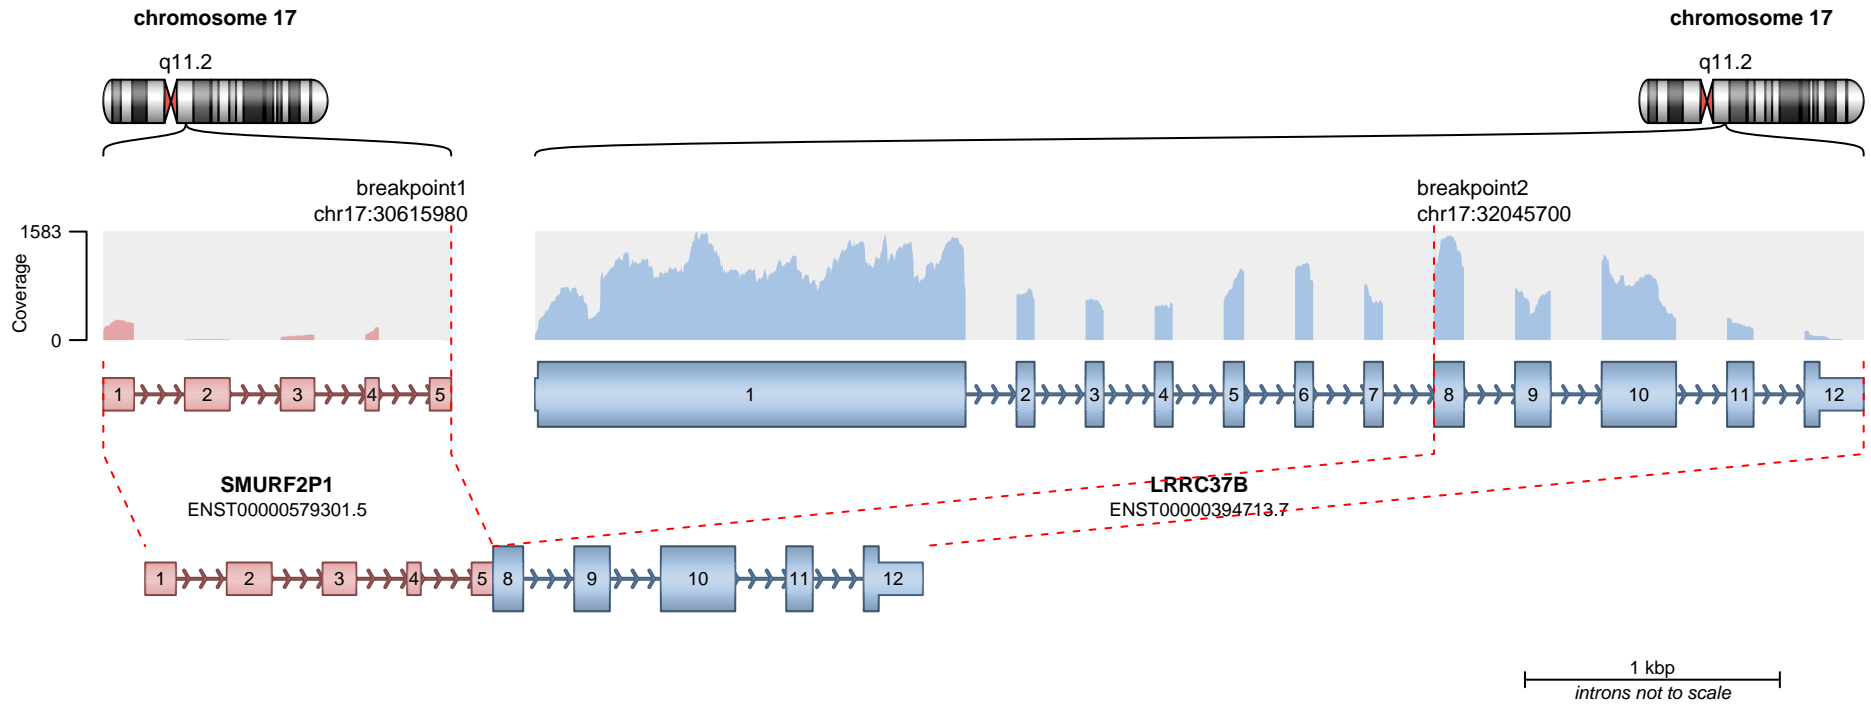 chromosome 17
chromosome 17
q11.2
q11.2
breakpoint1
chr17:30615980
breakpoint2
chr17:32045700
1583
Coverage
0
1 2 3 4 5
1 2 3 4 5 6 7 8 9 10 11 12
SMURF2P1
ENST00000579301.5
LRRC37B
ENST00000394713.7
1 2 3 4 5 8 9 10 11 12
1 kbp
introns not to scale